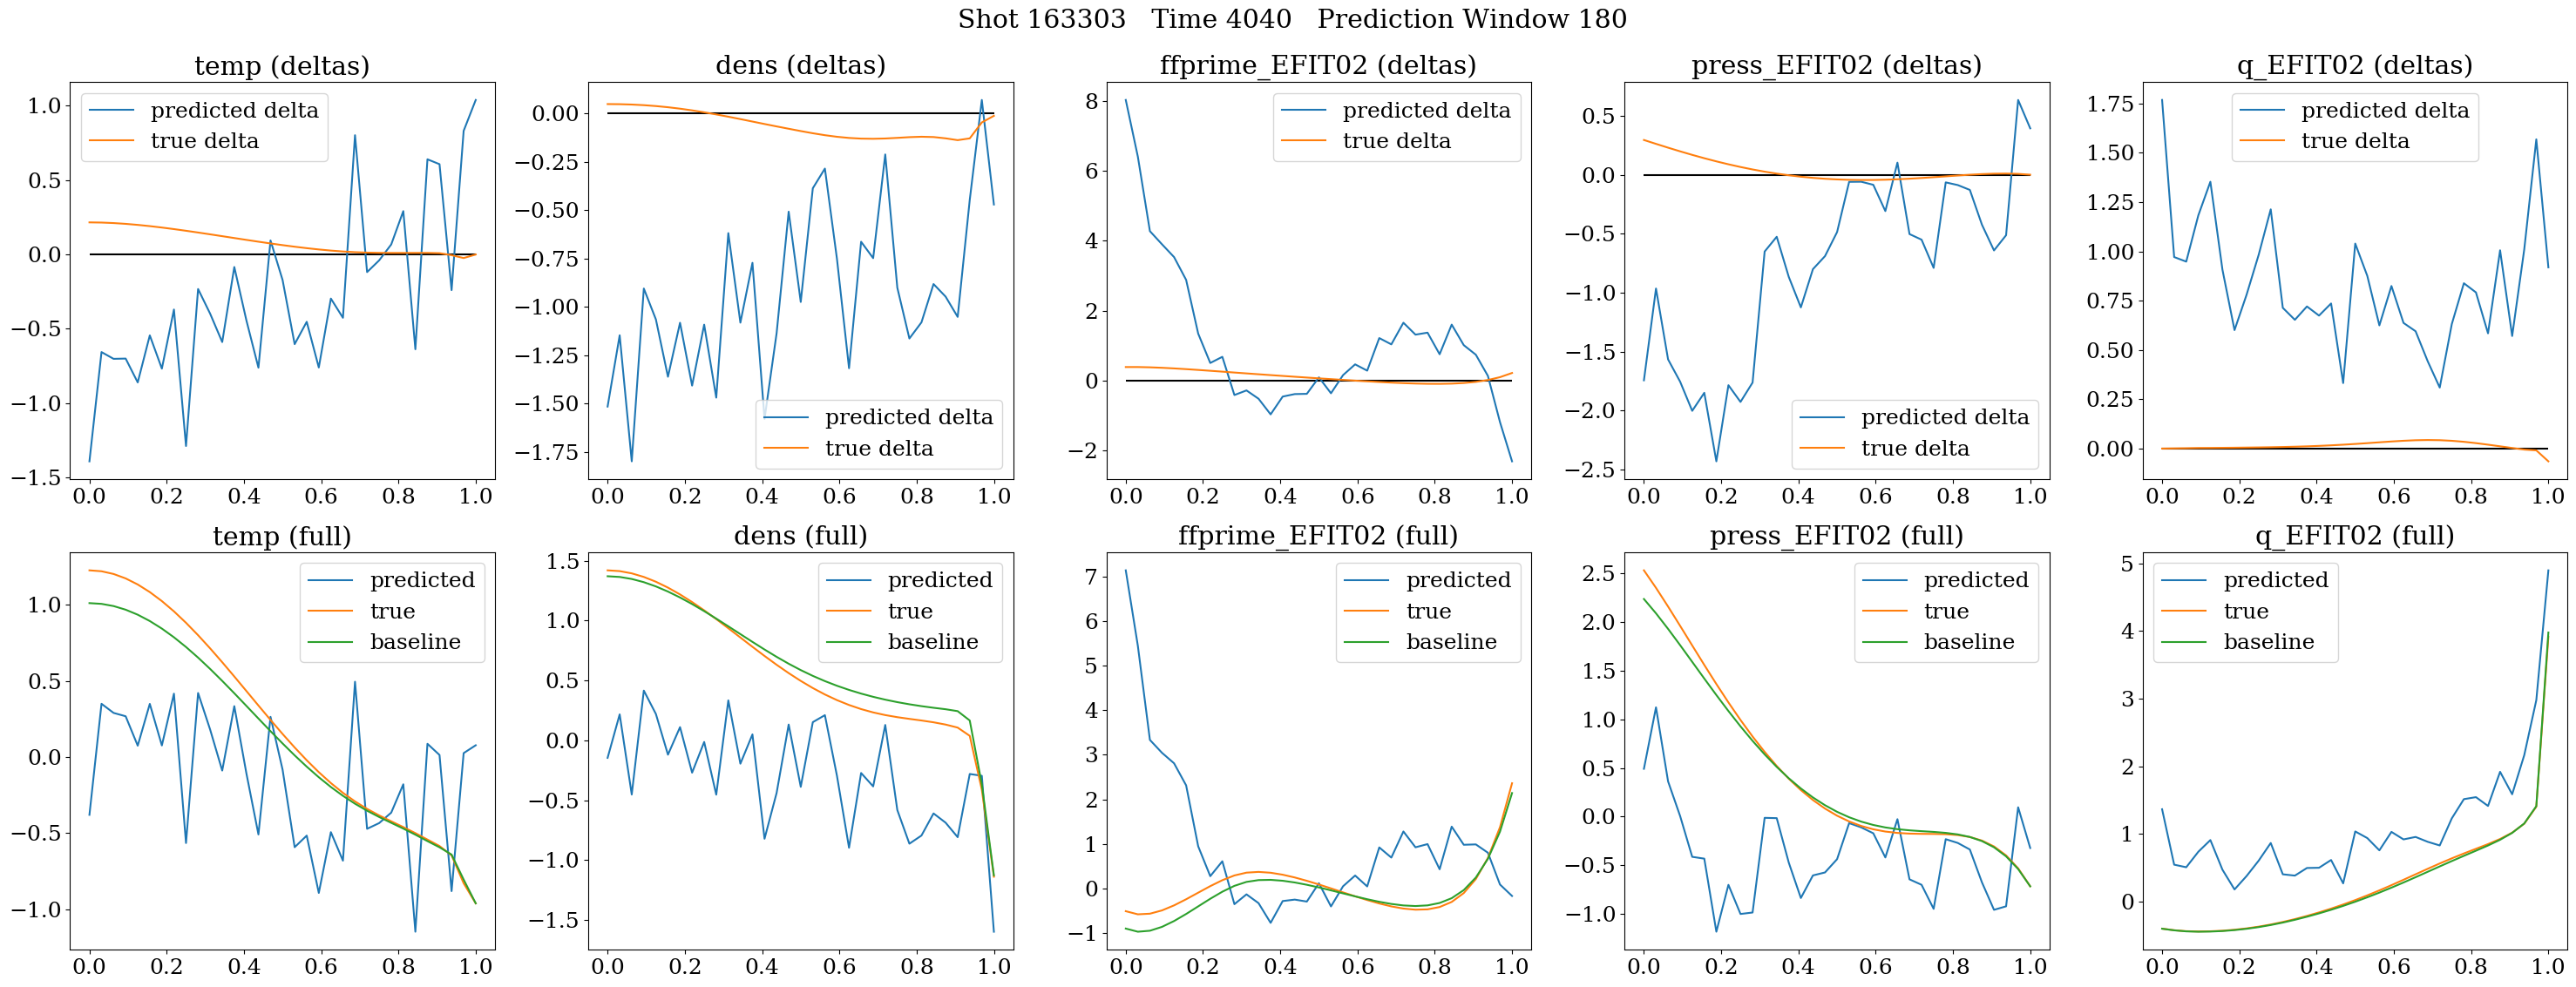 Shot 163303   Time 4040   Prediction Window 180
temp (deltas)
1.0
0.5
0.0
−0.5
−1.0
−1.5
0.0 0.2 0.4 0.6 0.8 1.0
predicted delta
true delta
dens (deltas)
0.00
−0.25
−0.50
−0.75
−1.00
−1.25
−1.50
−1.75
0.0 0.2 0.4 0.6 0.8 1.0
predicted delta
true delta
ffprime_EFIT02 (deltas)
8
6
4
2
0
−2
0.0 0.2 0.4 0.6 0.8 1.0
predicted delta
true delta
press_EFIT02 (deltas)
0.5
0.0
−0.5
−1.0
−1.5
−2.0
−2.5
0.0 0.2 0.4 0.6 0.8 1.0
predicted delta
true delta
q_EFIT02 (deltas)
1.75
1.50
1.25
1.00
0.75
0.50
0.25
0.00
0.0 0.2 0.4 0.6 0.8 1.0
predicted delta
true delta
temp (full)
1.0
0.5
0.0
−0.5
−1.0
0.0 0.2 0.4 0.6 0.8 1.0
predicted
true
baseline
dens (full)
1.5
1.0
0.5
0.0
−0.5
−1.0
−1.5
0.0 0.2 0.4 0.6 0.8 1.0
predicted
true
baseline
ffprime_EFIT02 (full)
7
6
5
4
3
2
1
0
−1
0.0 0.2 0.4 0.6 0.8 1.0
predicted
true
baseline
press_EFIT02 (full)
2.5
2.0
1.5
1.0
0.5
0.0
−0.5
−1.0
0.0 0.2 0.4 0.6 0.8 1.0
predicted
true
baseline
q_EFIT02 (full)
5
4
3
2
1
0
0.0 0.2 0.4 0.6 0.8 1.0
predicted
true
baseline